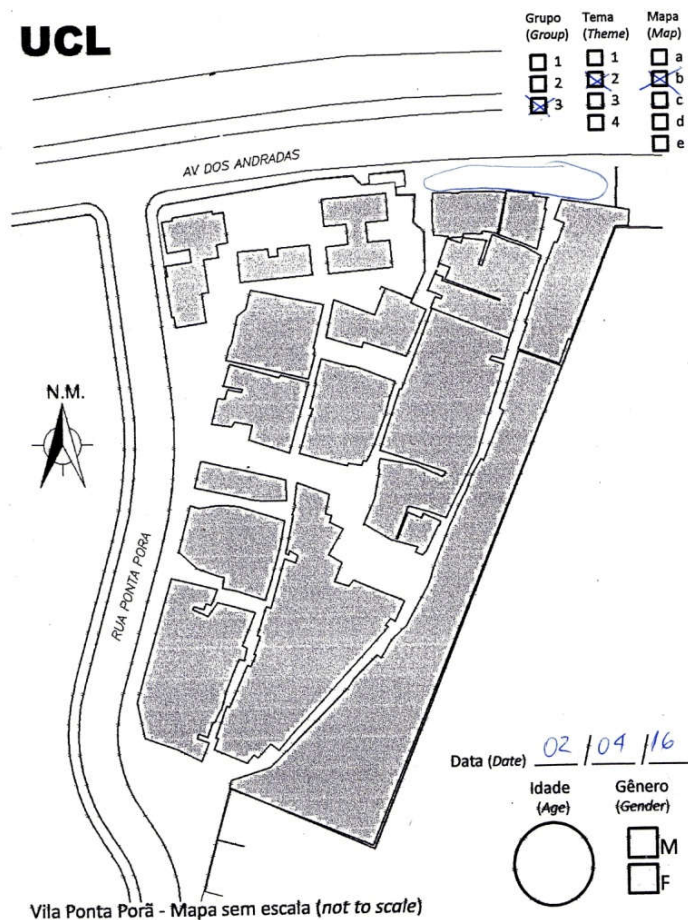 UCL
Grupo Tema Mapa
(Group) (Theme) (Map)
1 1 a
2 2 b
3 3 c
4 d
e
AV DOS ANDRADAS
N.M.
RUA PONTA PORA
Data (Date) 02 / 04 / 16
Idade Gênero
(Age) (Gender)
M
F
Vila Ponta Porã - Mapa sem escala (not to scale)